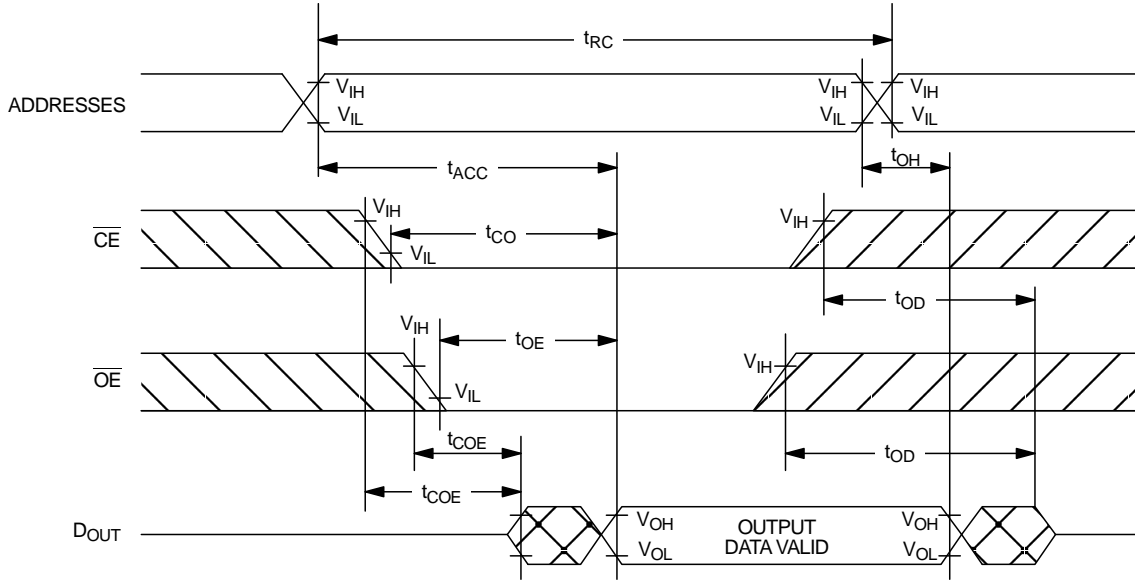 tRC
ADDRESSES
VIH
VIL
VIH
VIL
VIH
VIL
tACC
tOH
CE
VIH
VIL
tCO
VIH
tOD
OE
VIH
VIL
tOE
VIH
tCOE
tOD
tCOE
DOUT
VOH
VOL
OUTPUT
DATA VALID
VOH
VOL